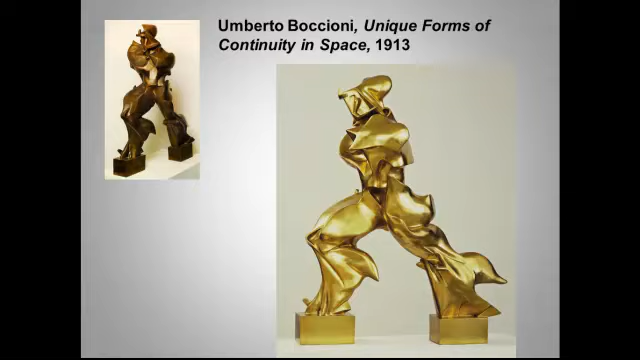 Umberto Boccioni, Unique Forms of
Continuity in Space, 1913